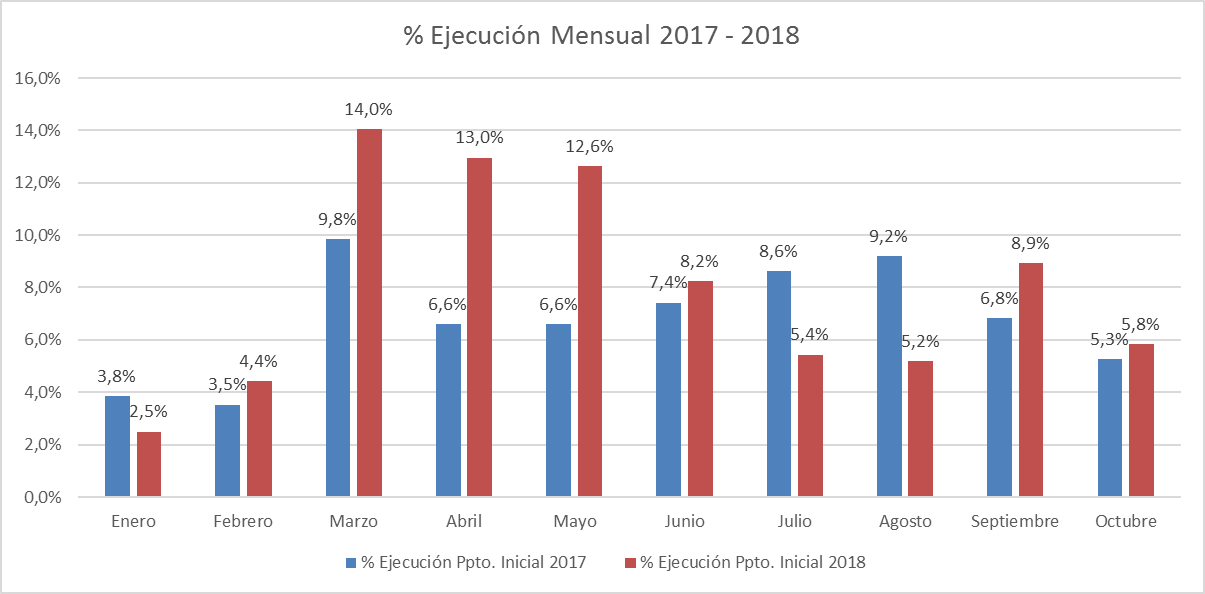 % Ejecución Mensual 2017 - 2018
16,0%
14,0%
12,0%
10,0%
8,0%
6,0%
4,0%
2,0%
0,0%
3,8%
2,5%
3,5%
4,4%
9,8%
14,0%
6,6%
13,0%
6,6%
12,6%
7,4%
8,2%
8,6%
5,4%
9,2%
5,2%
6,8%
8,9%
5,3%
5,8%
Enero
Febrero
Marzo
Abril
Mayo
Junio
Julio
Agosto
Septiembre
Octubre
% Ejecución Ppto. Inicial 2017
% Ejecución Ppto. Inicial 2018